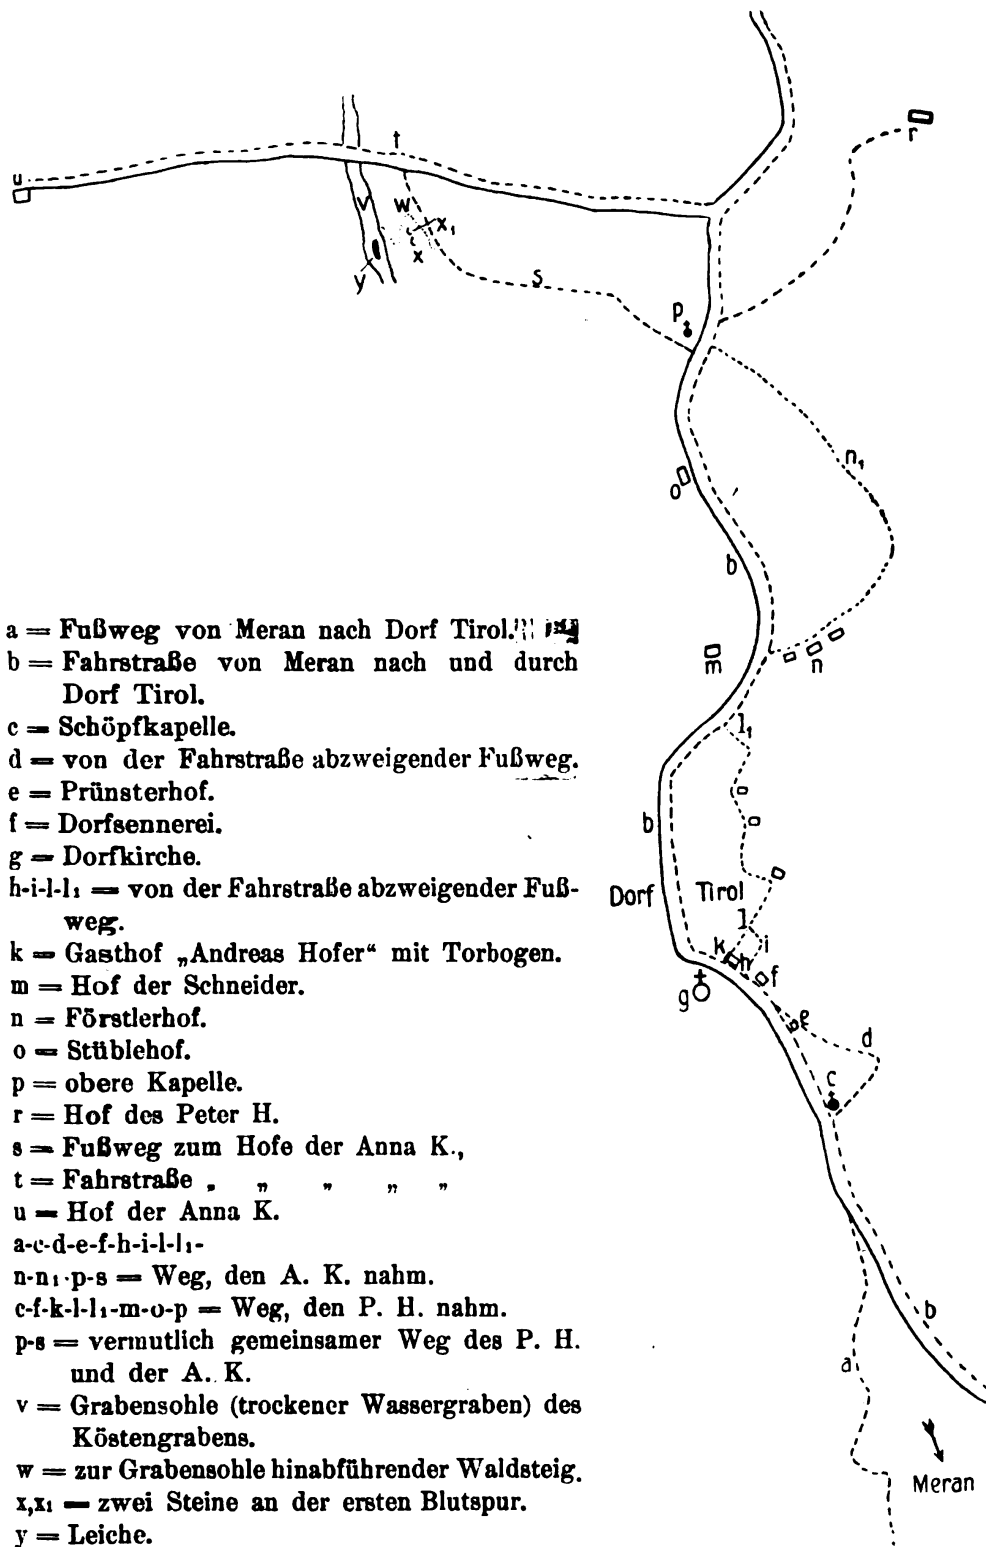 t
r
u
v
w
x₁
x
y
s
p
n₁
o
b
m
n
l₁
b
Dorf Tirol
l
k
h
i
f
g
e
d
c
b
a
Meran
a = Fußweg von Meran nach Dorf Tirol.
b = Fahrstraße von Meran nach und durch
Dorf Tirol.
c = Schöpfkapelle.
d = von der Fahrstraße abzweigender Fußweg.
e = Prünsterhof.
f = Dorfsennerei.
g = Dorfkirche.
h-i-l-l₁ = von der Fahrstraße abzweigender Fuß-
weg.
k = Gasthof „Andreas Hofer“ mit Torbogen.
m = Hof der Schneider.
n = Förstlerhof.
o = Stüblehof.
p = obere Kapelle.
r = Hof des Peter H.
s = Fußweg zum Hofe der Anna K.,
t = Fahrstraße „ „ „ „ „
u = Hof der Anna K.
a-c-d-e-f-h-i-l-l₁-
n-n₁-p-s = Weg, den A. K. nahm.
c-f-k-l-l₁-m-o-p = Weg, den P. H. nahm.
p-s = vermutlich gemeinsamer Weg des P. H.
und der A. K.
v = Grabensohle (trockener Wassergraben) des
Köstengrabens.
w = zur Grabensohle hinabführender Waldsteig.
x,x₁ = zwei Steine an der ersten Blutspur.
y = Leiche.